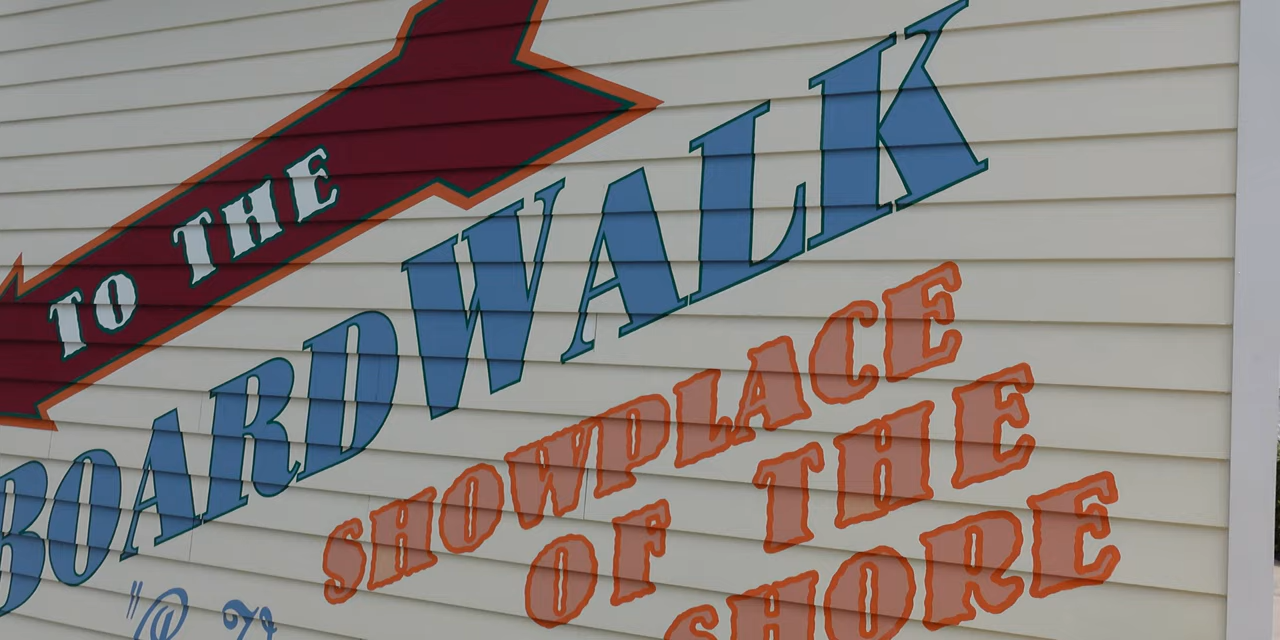 TO THE
BOARDWALK
SHOWPLACE
OF THE
SHORE